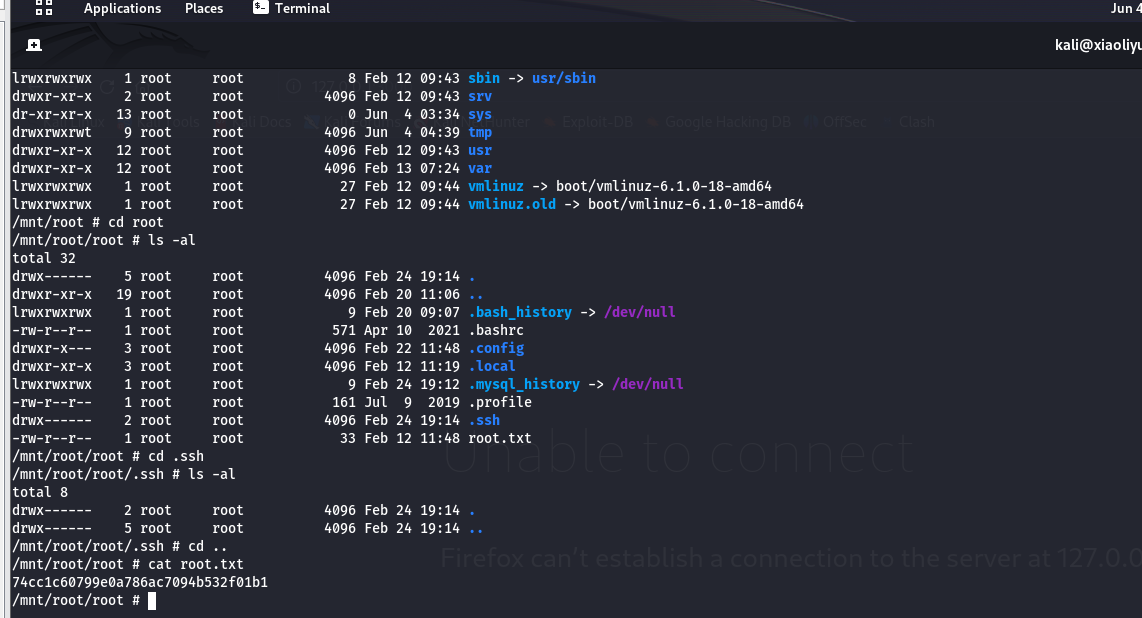 Applications Places Terminal Jun 4
kali@xiaoliyu
lrwxrwxrwx 1 root root 8 Feb 12 09:43 sbin -> usr/sbin
drwxr-xr-x 2 root root 4096 Feb 12 09:43 srv
dr-xr-xr-x 13 root root 0 Jun 4 03:34 sys
drwxrwxrwt 9 root root 4096 Jun 4 04:39 tmp
drwxr-xr-x 12 root root 4096 Feb 12 09:43 usr
drwxr-xr-x 12 root root 4096 Feb 13 07:24 var
lrwxrwxrwx 1 root root 27 Feb 12 09:44 vmlinuz -> boot/vmlinuz-6.1.0-18-amd64
lrwxrwxrwx 1 root root 27 Feb 12 09:44 vmlinuz.old -> boot/vmlinuz-6.1.0-18-amd64
/mnt/root # cd root
/mnt/root/root # ls -al
total 32
drwx------ 5 root root 4096 Feb 24 19:14 .
drwxr-xr-x 19 root root 4096 Feb 20 11:06 ..
lrwxrwxrwx 1 root root 9 Feb 20 09:07 .bash_history -> /dev/null
-rw-r--r-- 1 root root 571 Apr 10 2021 .bashrc
drwxr-x--- 3 root root 4096 Feb 22 11:48 .config
drwxr-xr-x 3 root root 4096 Feb 12 11:19 .local
lrwxrwxrwx 1 root root 9 Feb 24 19:12 .mysql_history -> /dev/null
-rw-r--r-- 1 root root 161 Jul 9 2019 .profile
drwx------ 2 root root 4096 Feb 24 19:14 .ssh
-rw-r--r-- 1 root root 33 Feb 12 11:48 root.txt
/mnt/root/root # cd .ssh
/mnt/root/root/.ssh # ls -al
total 8
drwx------ 2 root root 4096 Feb 24 19:14 .
drwx------ 5 root root 4096 Feb 24 19:14 ..
/mnt/root/root/.ssh # cd ..
/mnt/root/root # cat root.txt
74cc1c60799e0a786ac7094b532f01b1
/mnt/root/root #
Exploit-DB Google Hacking DB OffSec Clash
Unable to connect
Firefox can't establish a connection to the server at 127.0.0